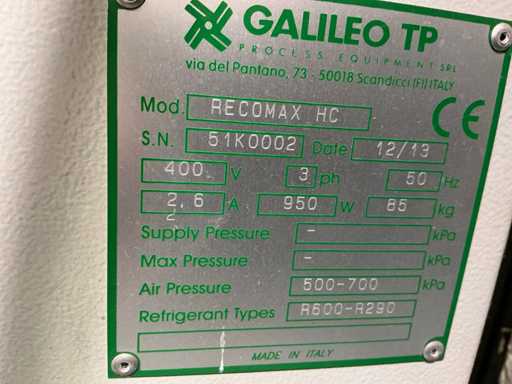 GALILEO TP
PROCESS EQUIPMENT SRL
via del Pantano, 73 - 50018 Scandicci (FI) ITALY
Mod. RECOMAX HC
CE
S.N. 51K0002 Date 12/13
400 V 3 ph 50 Hz
2,6 A 950 W 85 kg
2
Supply Pressure - kPa
Max Pressure - kPa
Air Pressure 500-700 kPa
Refrigerant Types R600-R290
MADE IN ITALY